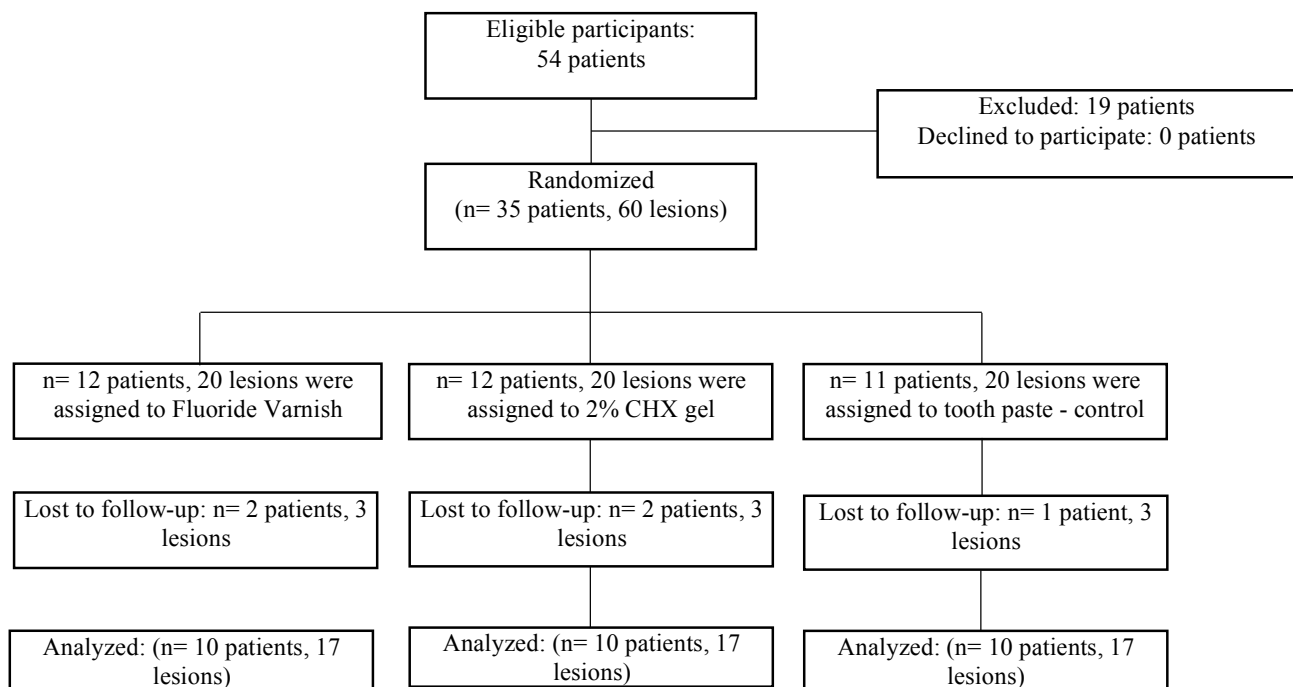 Eligible participants:
54 patients
Excluded: 19 patients
Declined to participate: 0 patients
Randomized
(n= 35 patients, 60 lesions)
n= 12 patients, 20 lesions were
assigned to Fluoride Varnish
n= 12 patients, 20 lesions were
assigned to 2% CHX gel
n= 11 patients, 20 lesions were
assigned to tooth paste - control
Lost to follow-up: n= 2 patients, 3
lesions
Lost to follow-up: n= 2 patients, 3
lesions
Lost to follow-up: n= 1 patient, 3
lesions
Analyzed: (n= 10 patients, 17
lesions)
Analyzed: (n= 10 patients, 17
lesions)
Analyzed: (n= 10 patients, 17
lesions)